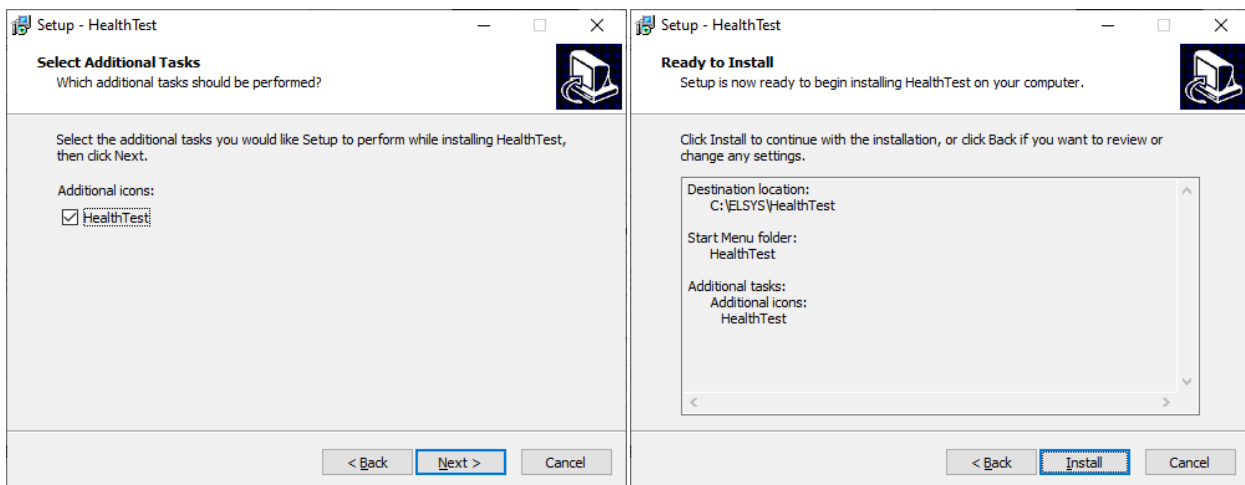 Setup - HealthTest
Select Additional Tasks
Which additional tasks should be performed?
Select the additional tasks you would like Setup to perform while installing HealthTest,
then click Next.
Additional icons:
HealthTest
< Back
Next >
Cancel
Setup - HealthTest
Ready to Install
Setup is now ready to begin installing HealthTest on your computer.
Click Install to continue with the installation, or click Back if you want to review or
change any settings.
Destination location:
C:\ELSYS\HealthTest
Start Menu folder:
HealthTest
Additional tasks:
Additional icons:
HealthTest
< Back
Install
Cancel